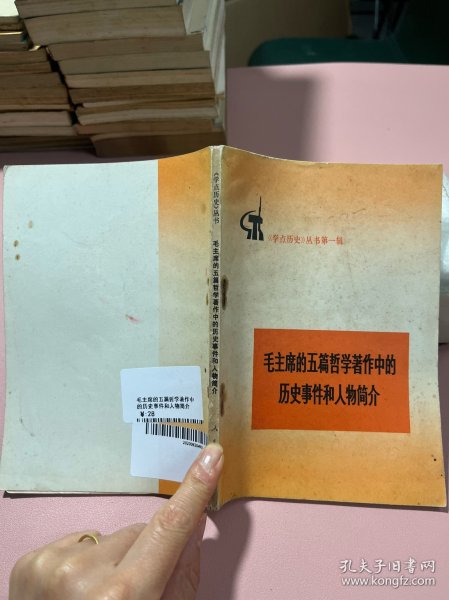 《学点历史》丛书第一辑
毛主席的五篇哲学著作中的
历史事件和人物简介
《学点历史》丛书
毛主席的五篇哲学著作中的历史事件和人物简介
毛主席的五篇哲学著作中
的历史事件和人物简介
¥:28
孔夫子旧书网
www.kongfz.com